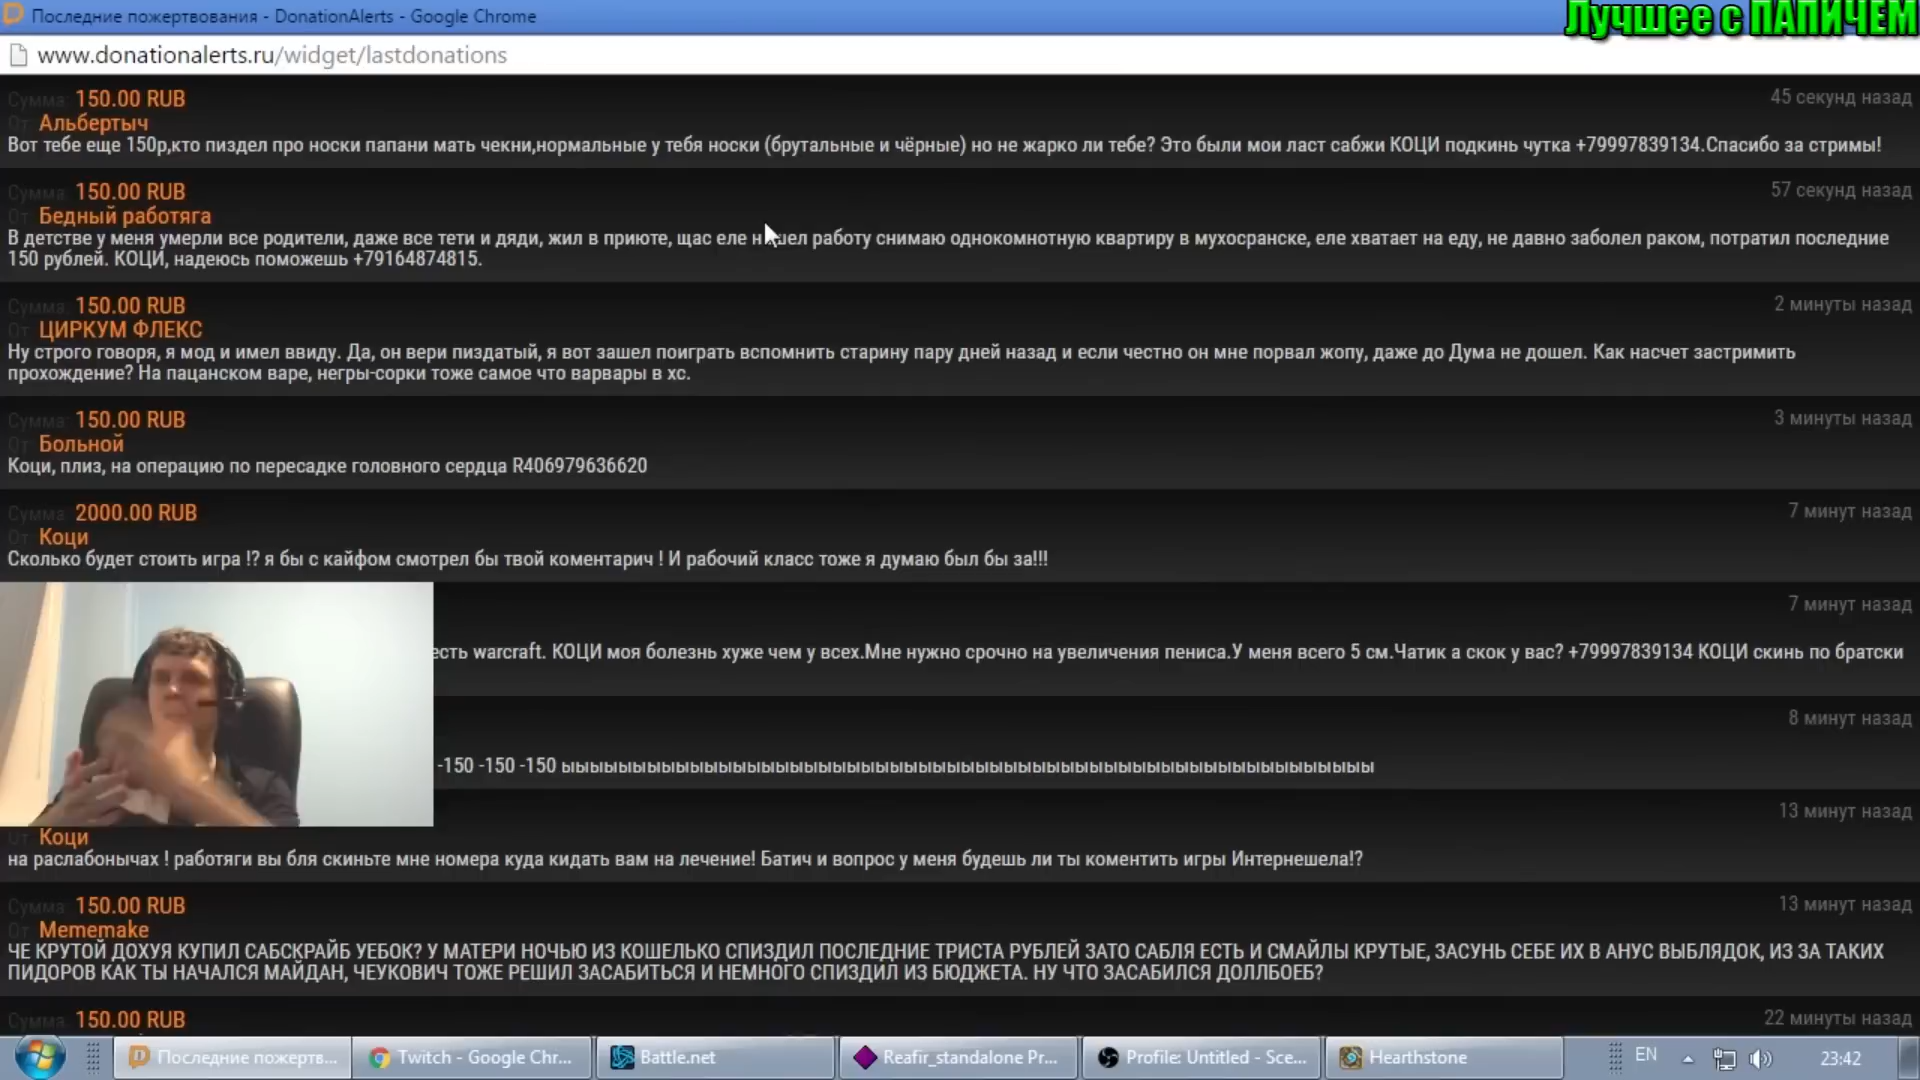 Последние пожертвования - DonationAlerts - Google Chrome
Лучшее с ПАПИЧЕМ
www.donationalerts.ru/widget/lastdonations
Сумма: 150.00 RUB
45 секунд назад
От Альбертыч
Вот тебе еще 150р,кто пиздел про носки папани мать чекни,нормальные у тебя носки (брутальные и чёрные) но не жарко ли тебе? Это были мои ласт сабжи КОЦИ подкинь чутка +79997839134.Спасибо за стримы!
Сумма: 150.00 RUB
57 секунд назад
От Бедный работяга
В детстве у меня умерли все родители, даже все тети и дяди, жил в приюте, щас еле нашел работу снимаю однокомнотную квартиру в мухосранске, еле хватает на еду, не давно заболел раком, потратил последние
150 рублей. КОЦИ, надеюсь поможешь +79164874815.
Сумма: 150.00 RUB
2 минуты назад
От ЦИРКУМ ФЛЕКС
Ну строго говоря, я мод и имел ввиду. Да, он вери пиздатый, я вот зашел поиграть вспомнить старину пару дней назад и если честно он мне порвал жопу, даже до Дума не дошел. Как насчет застримить
прохождение? На пацанском варе, негры-сорки тоже самое что варвары в хс.
Сумма: 150.00 RUB
3 минуты назад
От Больной
Коци, плиз, на операцию по пересадке головного сердца R406979636620
Сумма: 2000.00 RUB
7 минут назад
От Коци
Сколько будет стоить игра !? я бы с кайфом смотрел бы твой коментарич ! И рабочий класс тоже я думаю был бы за!!!
7 минут назад
есть warcraft. КОЦИ моя болезнь хуже чем у всех.Мне нужно срочно на увеличения пениса.У меня всего 5 см.Чатик а скок у вас? +79997839134 КОЦИ скинь по братски
8 минут назад
-150 -150 -150 ыыыыыыыыыыыыыыыыыыыыыыыыыыыыыыыыыыыыыыыыыыыыыыыыыыыыыыыыы
13 минут назад
От Коци
на раслабонычах ! работяги вы бля скиньте мне номера куда кидать вам на лечение! Батич и вопрос у меня будешь ли ты коментить игры Интернешела!?
Сумма: 150.00 RUB
13 минут назад
От Mememake
ЧЕ КРУТОЙ ДОХУЯ КУПИЛ САБСКРАЙБ УЕБОК? У МАТЕРИ НОЧЬЮ ИЗ КОШЕЛЬКО СПИЗДИЛ ПОСЛЕДНИЕ ТРИСТА РУБЛЕЙ ЗАТО САБЛЯ ЕСТЬ И СМАЙЛЫ КРУТЫЕ, ЗАСУНЬ СЕБЕ ИХ В АНУС ВЫБЛЯДОК, ИЗ ЗА ТАКИХ
ПИДОРОВ КАК ТЫ НАЧАЛСЯ МАЙДАН, ЧЕУКОВИЧ ТОЖЕ РЕШИЛ ЗАСАБИТЬСЯ И НЕМНОГО СПИЗДИЛ ИЗ БЮДЖЕТА. НУ ЧТО ЗАСАБИЛСЯ ДОЛЛБОЕБ?
Сумма: 150.00 RUB
22 минуты назад
Последние пожертв... Twitch - Google Chr... Battle.net Reafir_standalone Pr... Profile: Untitled - Sce... Hearthstone EN 23:42